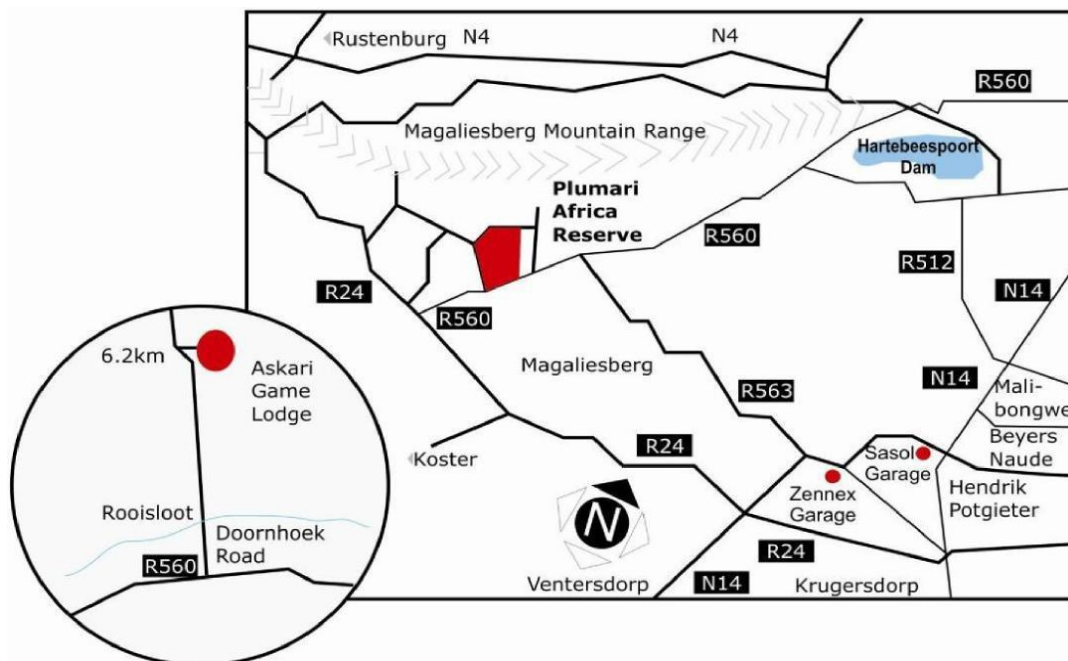 Rustenburg
N4
N4
R560
Magaliesberg Mountain Range
Hartebeespoort
Dam
Plumari
Africa
Reserve
R560
R512
R24
N14
R560
6.2km
Askari
Game
Lodge
Magaliesberg
N14
Mali-
bongwe
R563
Beyers
Naude
Koster
R24
Sasol
Garage
Zennex
Garage
Hendrik
Potgieter
Rooisloot
Doornhoek
Road
R560
N
R24
Ventersdorp
N14
Krugersdorp